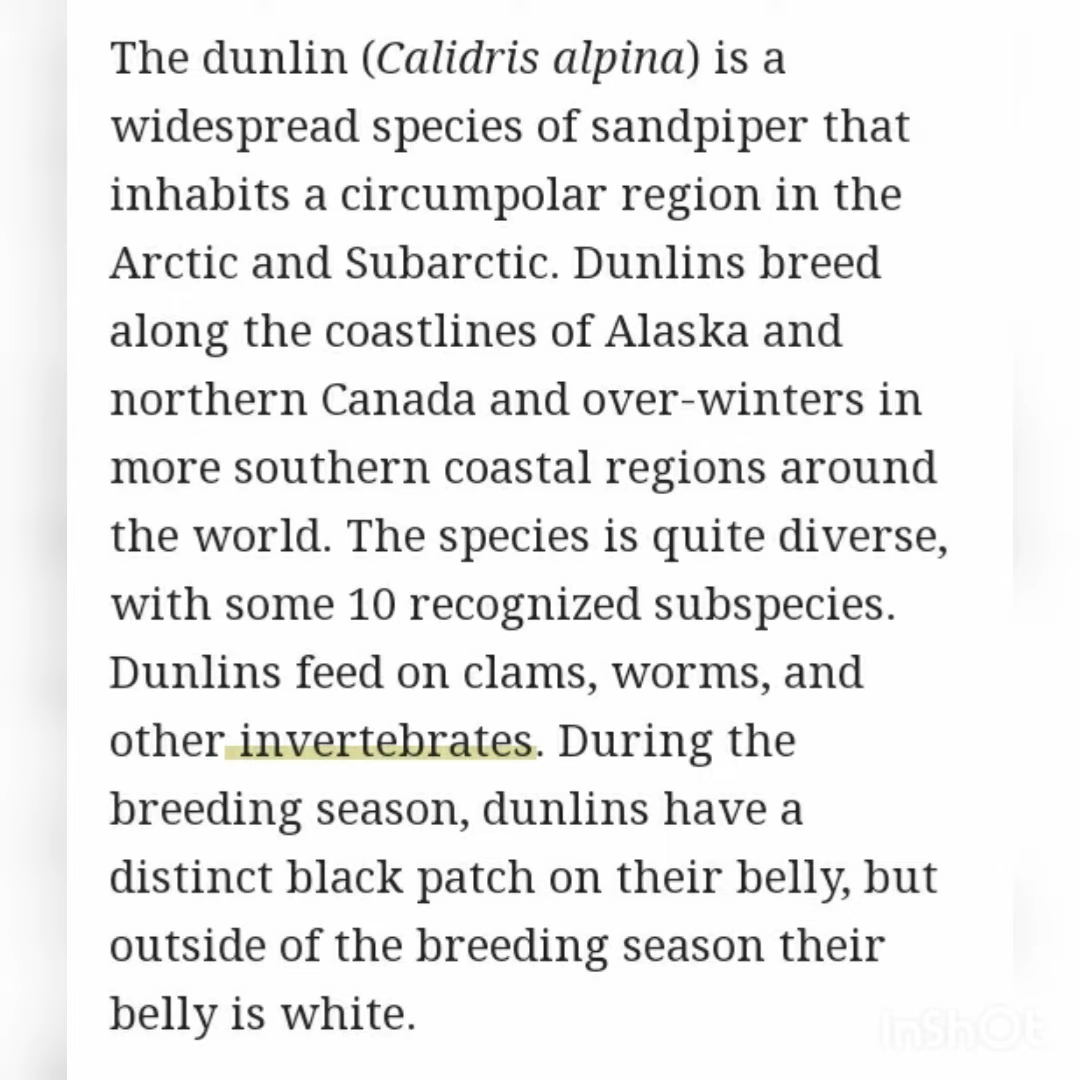 The dunlin (Calidris alpina) is a
widespread species of sandpiper that
inhabits a circumpolar region in the
Arctic and Subarctic. Dunlins breed
along the coastlines of Alaska and
northern Canada and over-winters in
more southern coastal regions around
the world. The species is quite diverse,
with some 10 recognized subspecies.
Dunlins feed on clams, worms, and
other invertebrates. During the
breeding season, dunlins have a
distinct black patch on their belly, but
outside of the breeding season their
belly is white.
InShOt